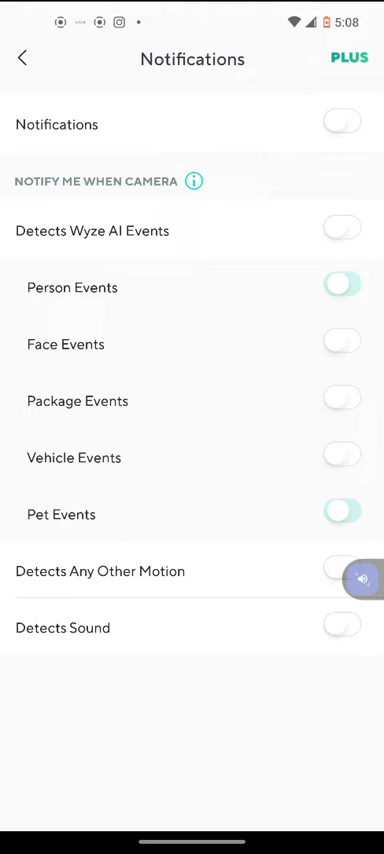 5:08
Notifications
PLUS
Notifications
NOTIFY ME WHEN CAMERA
Detects Wyze AI Events
Person Events
Face Events
Package Events
Vehicle Events
Pet Events
Detects Any Other Motion
Detects Sound